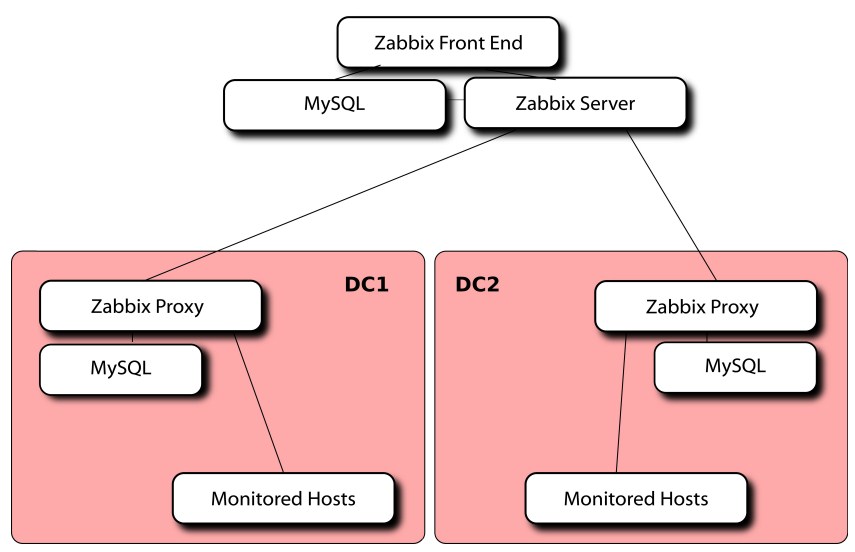 Zabbix Front End
MySQL
Zabbix Server
DC1
Zabbix Proxy
MySQL
Monitored Hosts
DC2
Zabbix Proxy
MySQL
Monitored Hosts